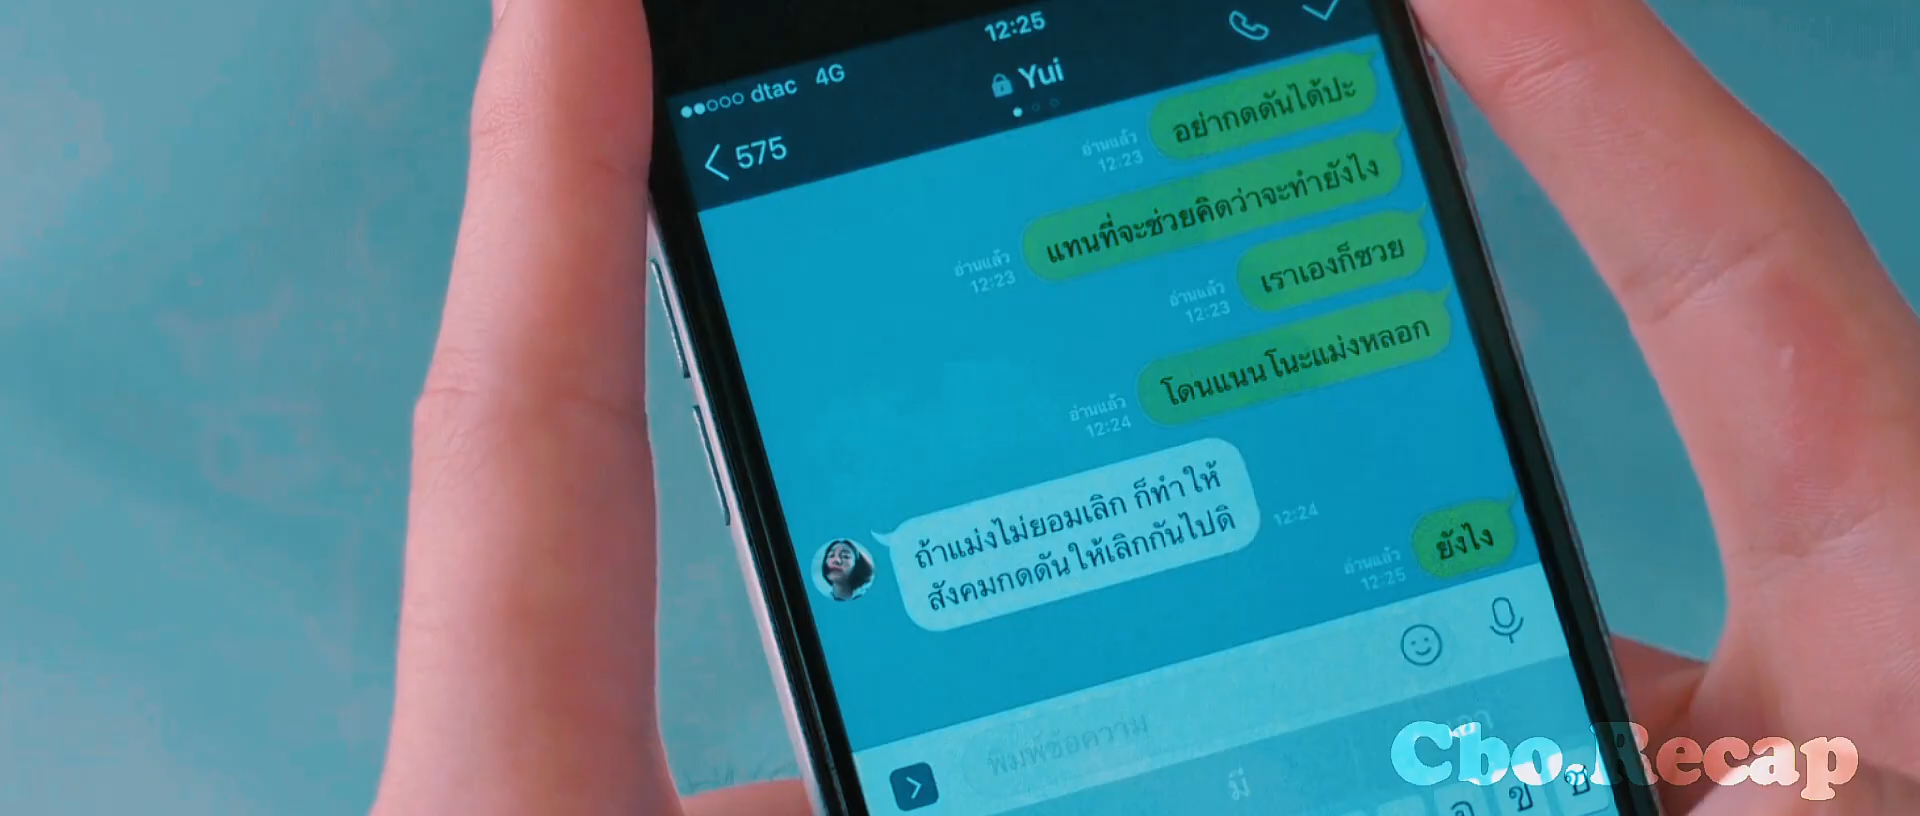 12:25
dtac 4G
Yui
575
อย่ากดดันได้ปะ
อ่านแล้ว
12:23
แทนที่จะช่วยคิดว่าจะทำยังไง
อ่านแล้ว
12:23
เราเองก็ซวย
อ่านแล้ว
12:23
โดนแนนโนะแม่งหลอก
อ่านแล้ว
12:24
ถ้าแม่งไม่ยอมเลิก ก็ทำให้
สังคมกดดันให้เลิกกันไปดิ
12:24
ยังไง
อ่านแล้ว
12:25
พิมพ์ข้อความ
มี
Cbo.Recap